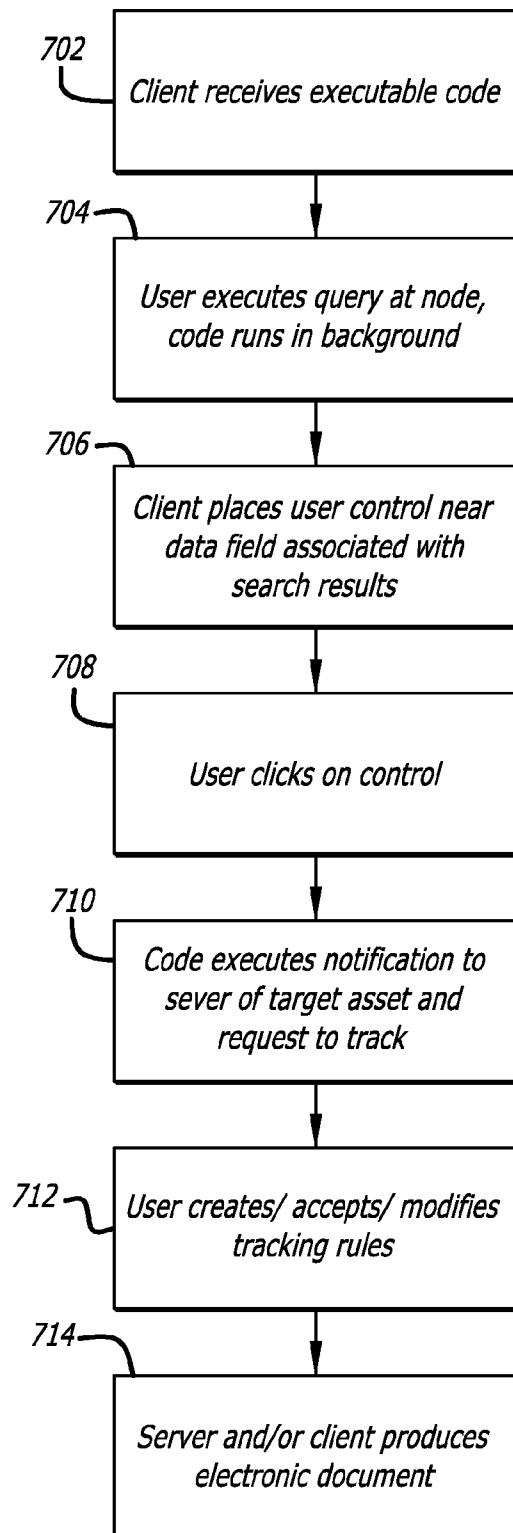 702
Client receives executable code
704
User executes query at node,
code runs in background
706
Client places user control near
data field associated with
search results
708
User clicks on control
710
Code executes notification to
sever of target asset and
request to track
712
User creates/ accepts/ modifies
tracking rules
714
Server and/or client produces
electronic document